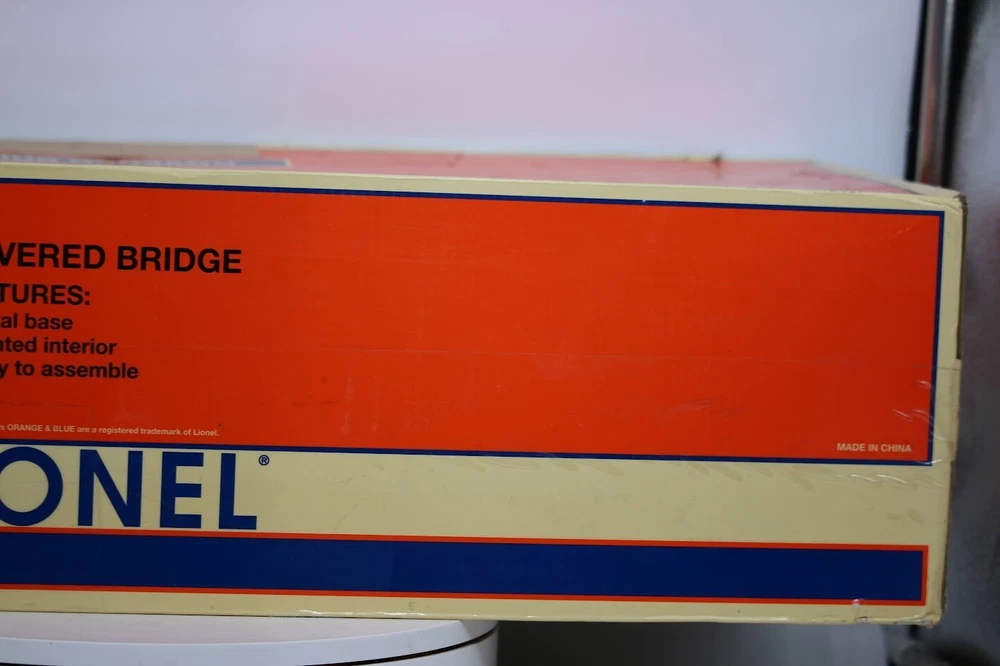 VERED BRIDGE
TURES:
al base
nted interior
y to assemble
s ORANGE & BLUE are a registered trademark of Lionel.
MADE IN CHINA
ONEL®